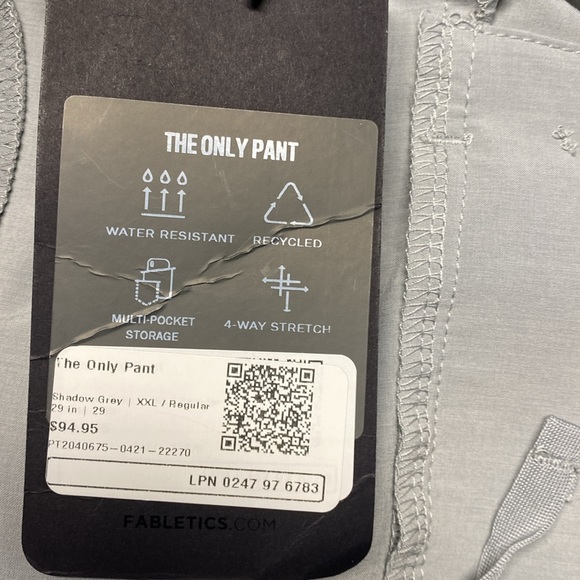 THE ONLY PANT
WATER RESISTANT
RECYCLED
MULTI-POCKET
STORAGE
4-WAY STRETCH
The Only Pant
Shadow Grey | XXL / Regular
29 in | 29
$94.95
PT2040675-0421-22270
LPN 0247 97 6783
FABLETICS.COM